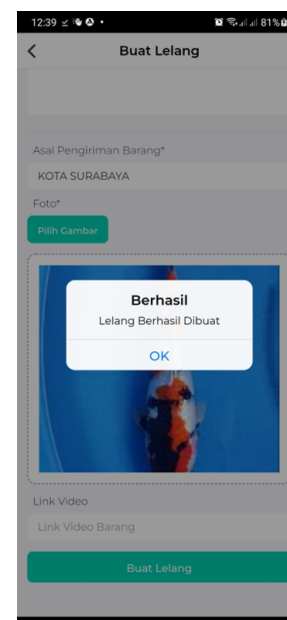 12:39
81%
Buat Lelang
Asal Pengiriman Barang*
KOTA SURABAYA
Foto*
Pilih Gambar
Berhasil
Lelang Berhasil Dibuat
OK
Link Video
Link Video Barang
Buat Lelang